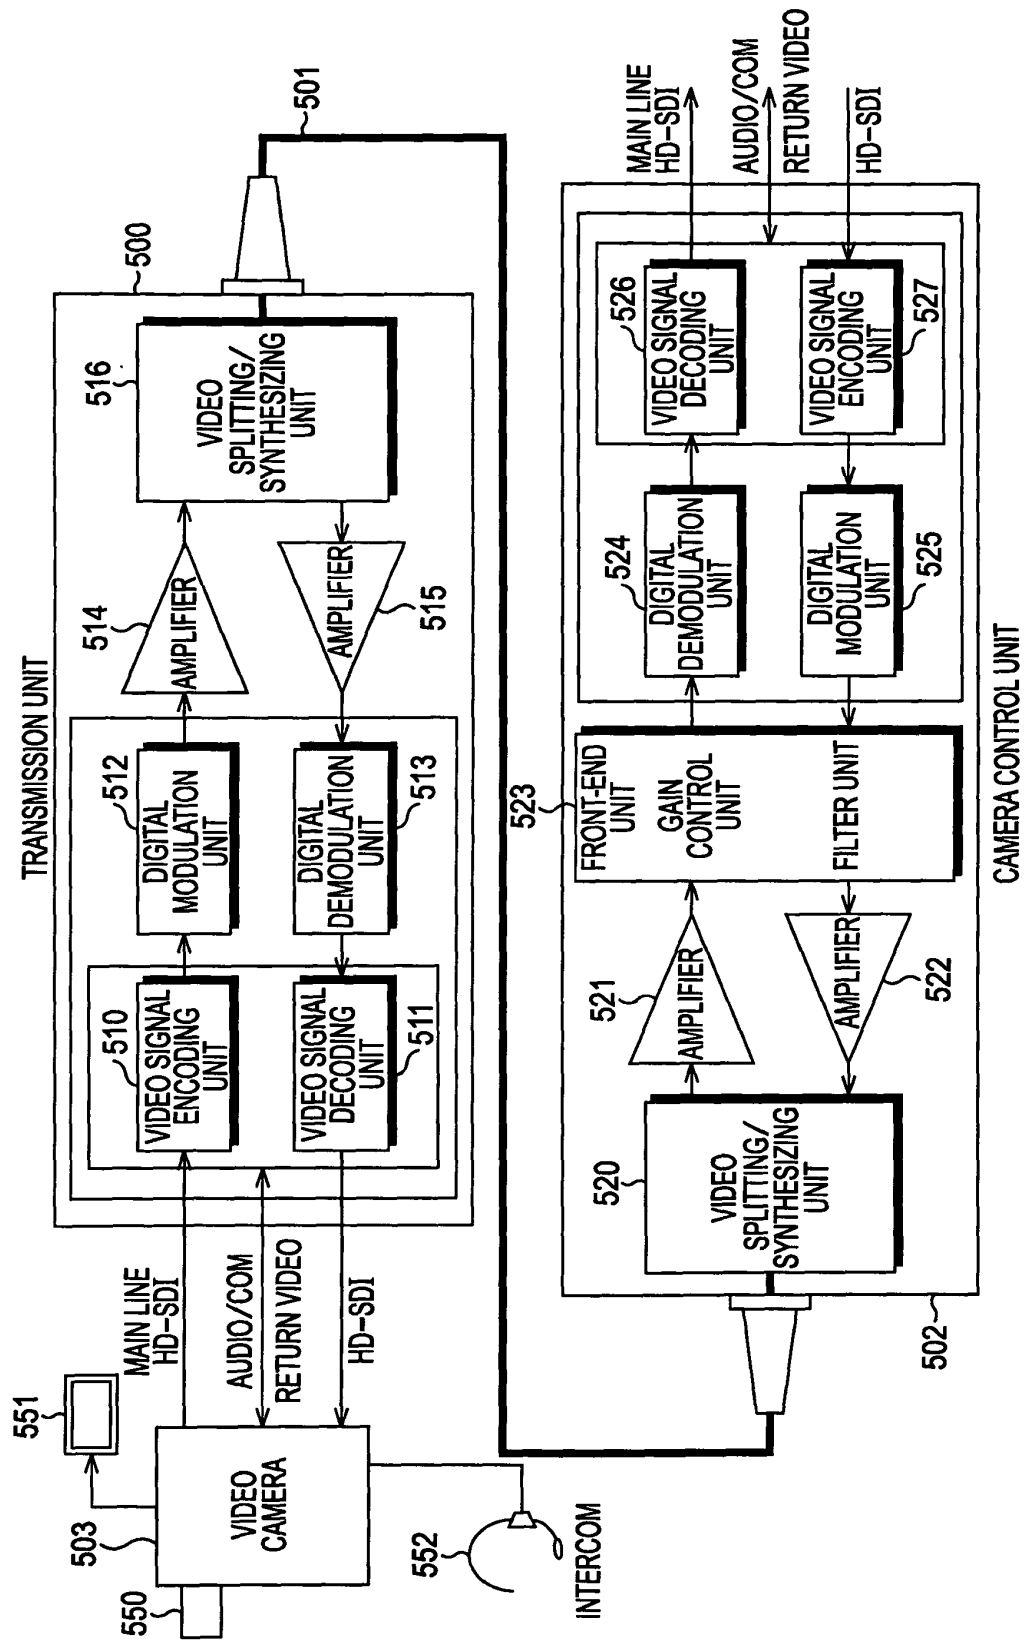 TRANSMISSION UNIT
500
501
551
503
550
VIDEO
CAMERA
552
INTERCOM
MAIN LINE
HD-SDI
AUDIO/COM
RETURN VIDEO
HD-SDI
510
VIDEO SIGNAL
ENCODING
UNIT
512
DIGITAL
MODULATION
UNIT
514
AMPLIFIER
516
VIDEO
SPLITTING/
SYNTHESIZING
UNIT
VIDEO SIGNAL
DECODING
UNIT
511
DIGITAL
DEMODULATION
UNIT
513
AMPLIFIER
515
502
520
VIDEO
SPLITTING/
SYNTHESIZING
UNIT
521
AMPLIFIER
AMPLIFIER
522
523
FRONT-END
UNIT
GAIN
CONTROL
UNIT
FILTER UNIT
524
DIGITAL
DEMODULATION
UNIT
DIGITAL
MODULATION
UNIT
525
526
VIDEO SIGNAL
DECODING
UNIT
VIDEO SIGNAL
ENCODING
UNIT
527
MAIN LINE
HD-SDI
AUDIO/COM
RETURN VIDEO
HD-SDI
CAMERA CONTROL UNIT